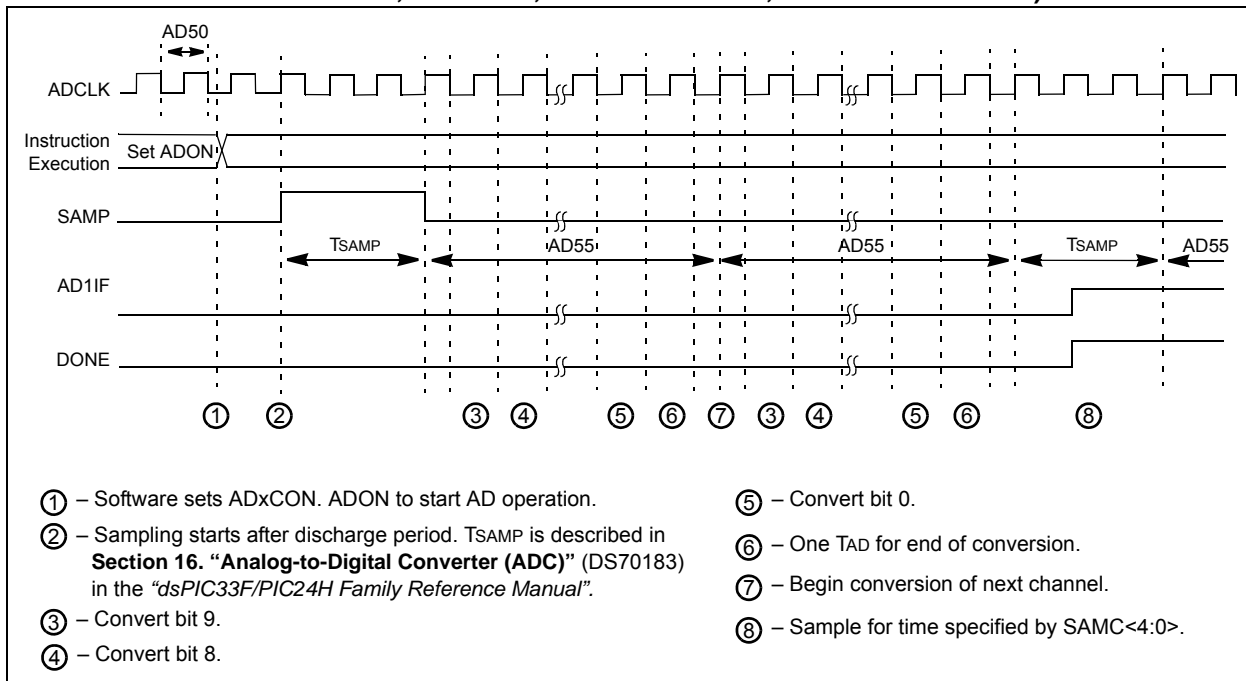 AD50
ADCLK
Instruction
Execution
Set ADON
SAMP
TSAMP
AD55
AD55
TSAMP
AD55
AD1IF
DONE
1 2 3 4 5 6 7 3 4 5 6 8
1 – Software sets ADxCON. ADON to start AD operation.
2 – Sampling starts after discharge period. TSAMP is described in
Section 16. “Analog-to-Digital Converter (ADC)” (DS70183)
in the “dsPIC33F/PIC24H Family Reference Manual”.
3 – Convert bit 9.
4 – Convert bit 8.
5 – Convert bit 0.
6 – One TAD for end of conversion.
7 – Begin conversion of next channel.
8 – Sample for time specified by SAMC<4:0>.